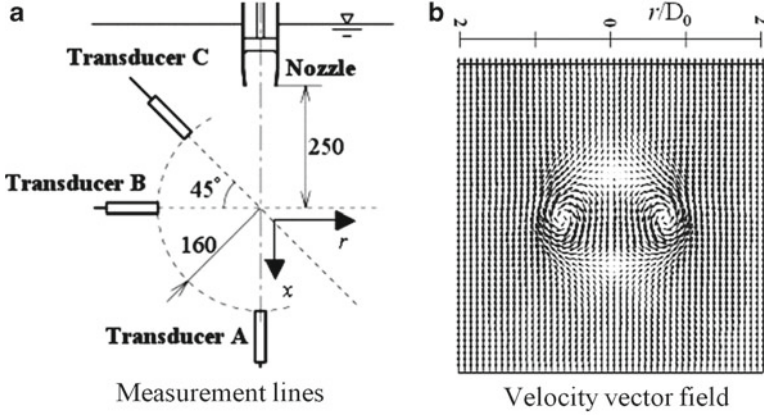 a
Transducer C
Nozzle
250
Transducer B
45°
160
r
x
Transducer A
Measurement lines
b
r/D₀
2 0 2
Velocity vector field